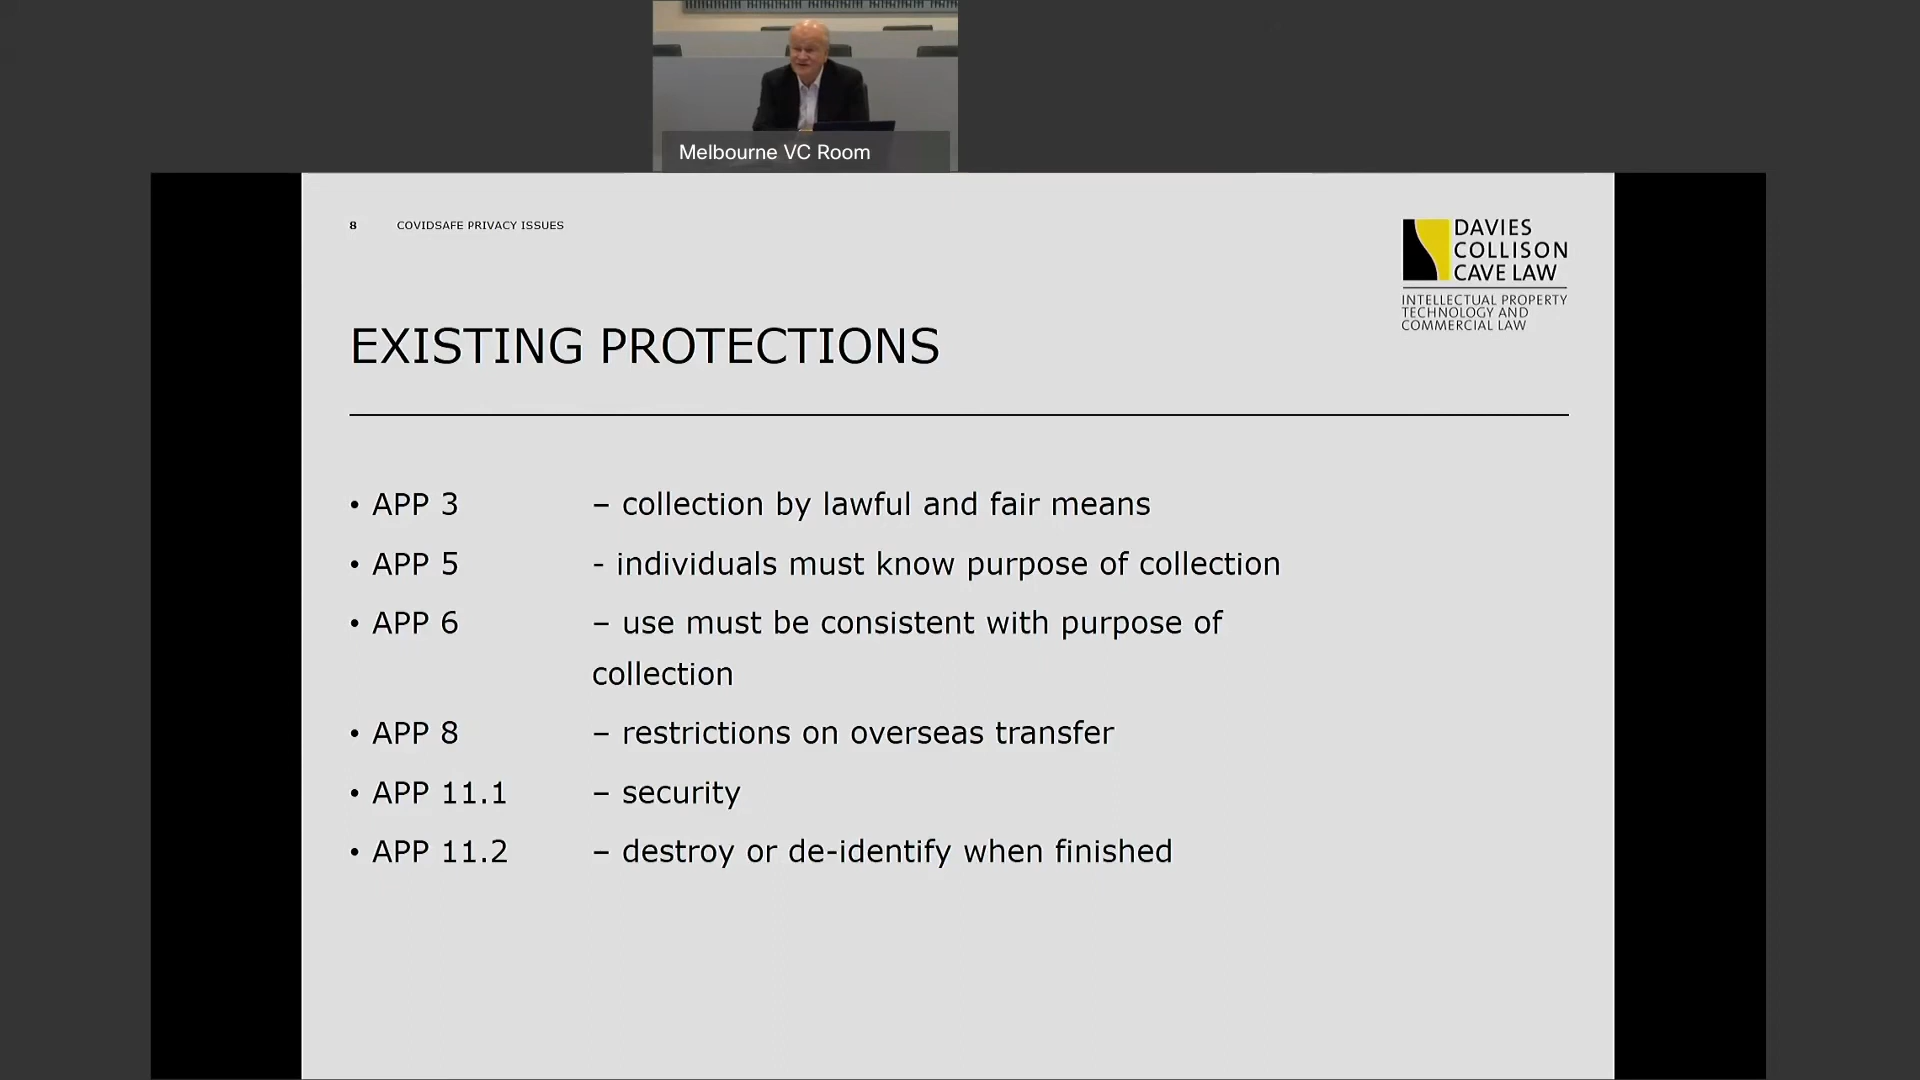 Melbourne VC Room
8 COVIDSAFE PRIVACY ISSUES
DAVIES
COLLISON
CAVE LAW
INTELLECTUAL PROPERTY
TECHNOLOGY AND
COMMERCIAL LAW
EXISTING PROTECTIONS
• APP 3 – collection by lawful and fair means
• APP 5 - individuals must know purpose of collection
• APP 6 – use must be consistent with purpose of
collection
• APP 8 – restrictions on overseas transfer
• APP 11.1 – security
• APP 11.2 – destroy or de-identify when finished